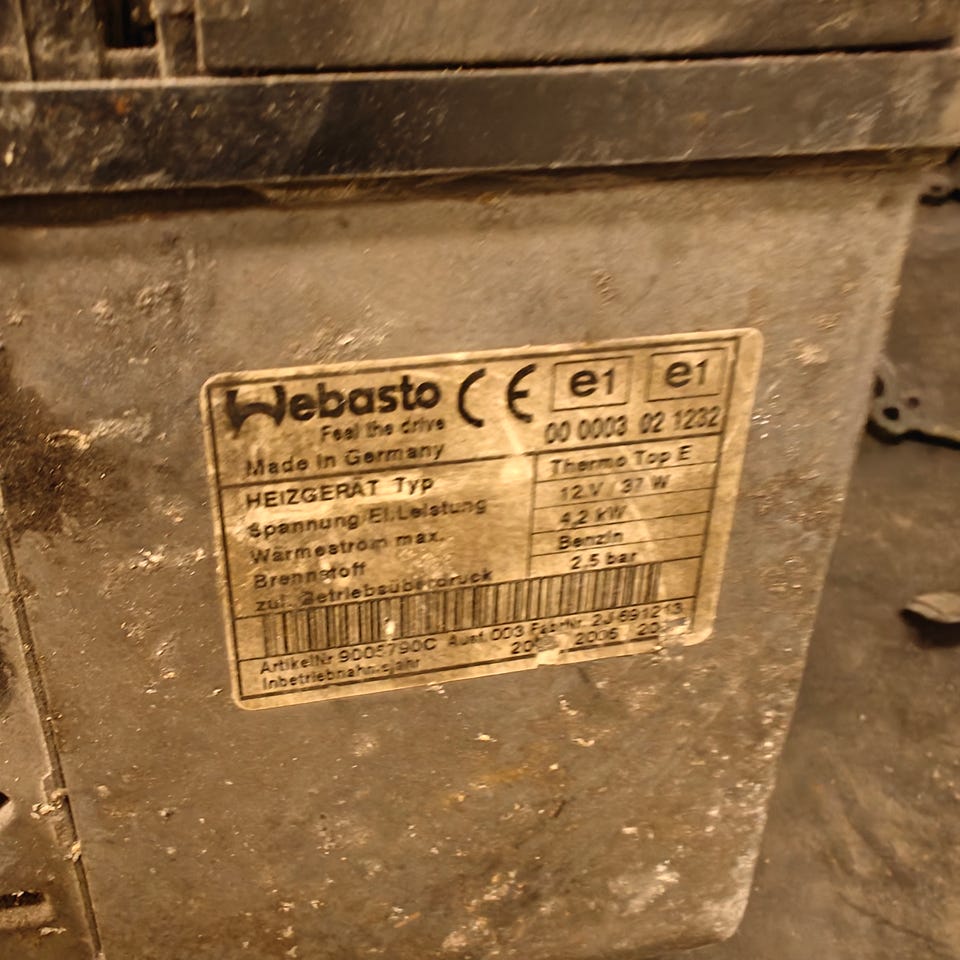 Webasto CE e1 e1
Feel the drive 00 0003 02 1232
Made in Germany
HEIZGERÄT Typ Thermo Top E
Spannung/El.Leistung 12 V / 37 W
Wärmestrom max. 4,2 kW
Brennstoff Benzin
zul. Betriebsüberdruck 2.5 bar
ArtikelNr 9005790C Ausf. 003 FabrNr. 2J691213
Inbetriebnahmejahr 2006